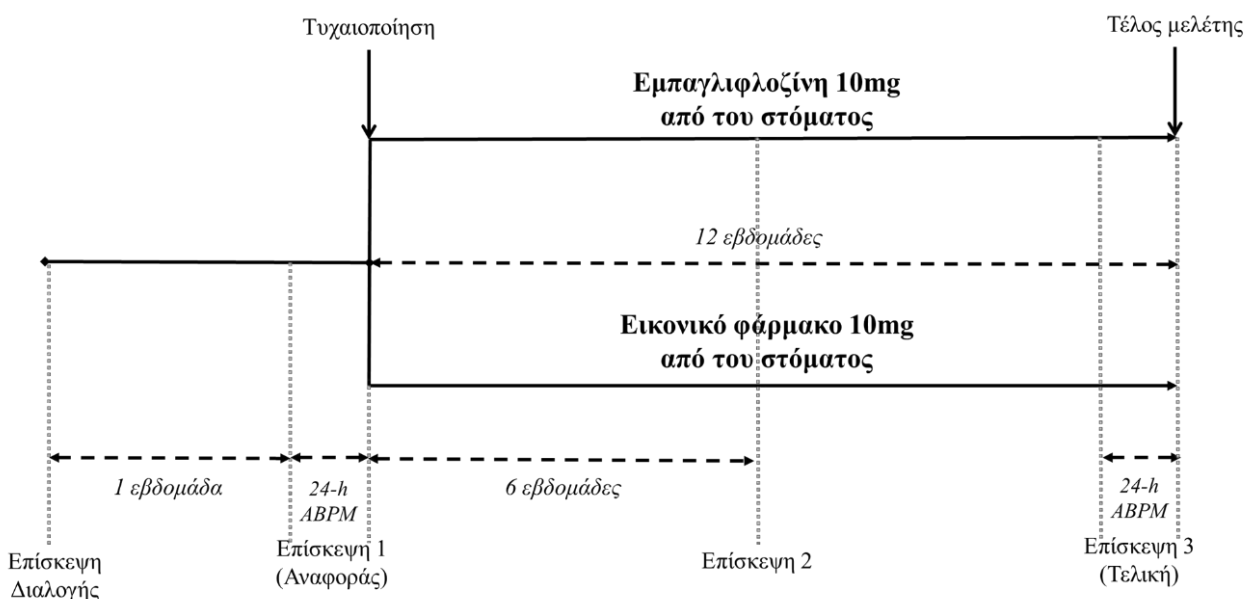 Τυχαιοποίηση
Τέλος μελέτης
Εμπαγλιφλοζίνη 10mg
από του στόματος
12 εβδομάδες
Εικονικό φάρμακο 10mg
από του στόματος
1 εβδομάδα
24-h
ABPM
6 εβδομάδες
24-h
ABPM
Επίσκεψη
Διαλογής
Επίσκεψη 1
(Αναφοράς)
Επίσκεψη 2
Επίσκεψη 3
(Τελική)